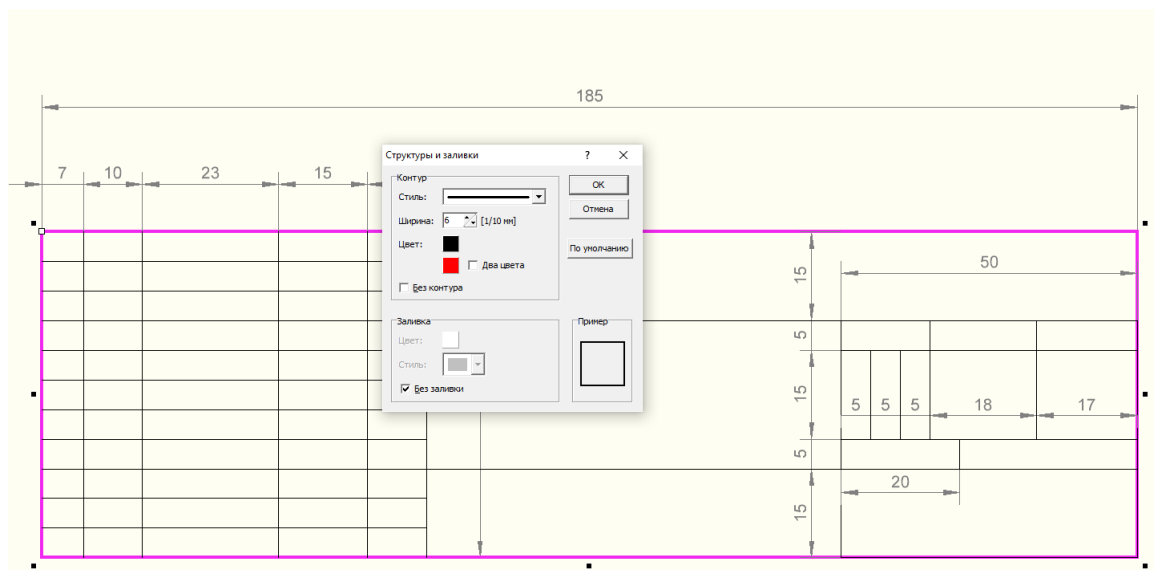 185
7 10 23 15
Структуры и заливки ? ×
Контур
Стиль:
Ширина: 6 [1/10 мм]
Цвет:
Два цвета
Без контура
OK
Отмена
По умолчанию
Заливка
Цвет:
Стиль:
Без заливки
Пример
15
50
5
15
5 5 5 18 17
5
20
15